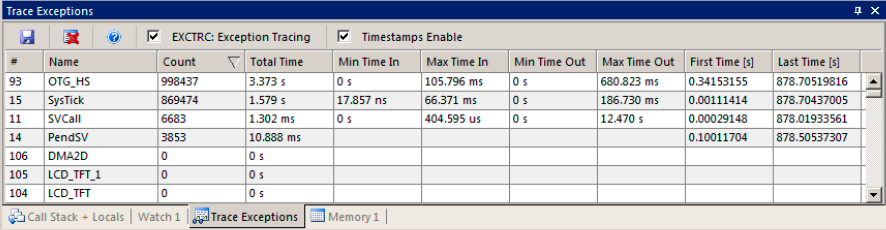 Trace Exceptions
EXCTRC: Exception Tracing Timestamps Enable
# Name Count Total Time Min Time In Max Time In Min Time Out Max Time Out First Time [s] Last Time [s]
93 OTG_HS 998437 3.373 s 0 s 105.796 ms 0 s 680.823 ms 0.34153155 878.70519816
15 SysTick 869474 1.579 s 17.857 ns 66.371 ms 0 s 186.730 ms 0.00111414 878.70437005
11 SVCall 6683 1.302 ms 0 s 404.595 us 0 s 12.470 s 0.00029148 878.01933561
14 PendSV 3853 10.888 ms 0.10011704 878.50537307
106 DMA2D 0 0 s
105 LCD_TFT_1 0 0 s
104 LCD_TFT 0 0 s
Call Stack + Locals Watch 1 Trace Exceptions Memory 1